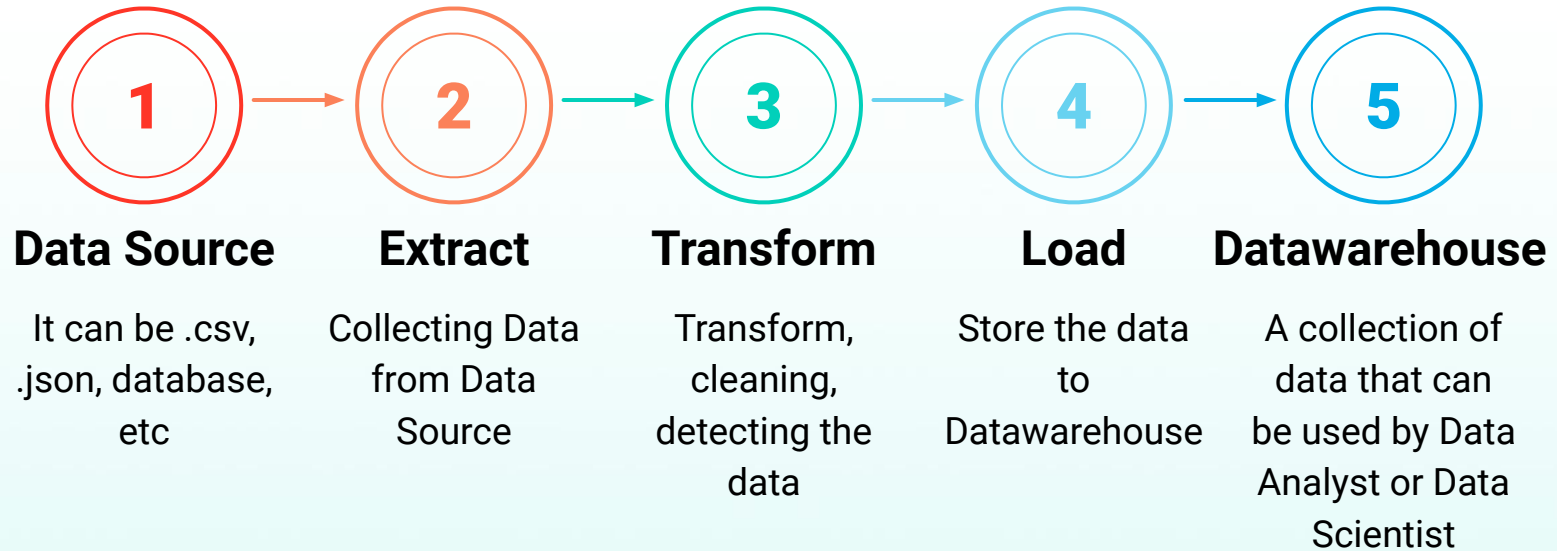 1
2
3
4
5
Data Source
It can be .csv,
.json, database,
etc
Extract
Collecting Data
from Data
Source
Transform
Transform,
cleaning,
detecting the
data
Load
Store the data
to
Datawarehouse
Datawarehouse
A collection of
data that can
be used by Data
Analyst or Data
Scientist